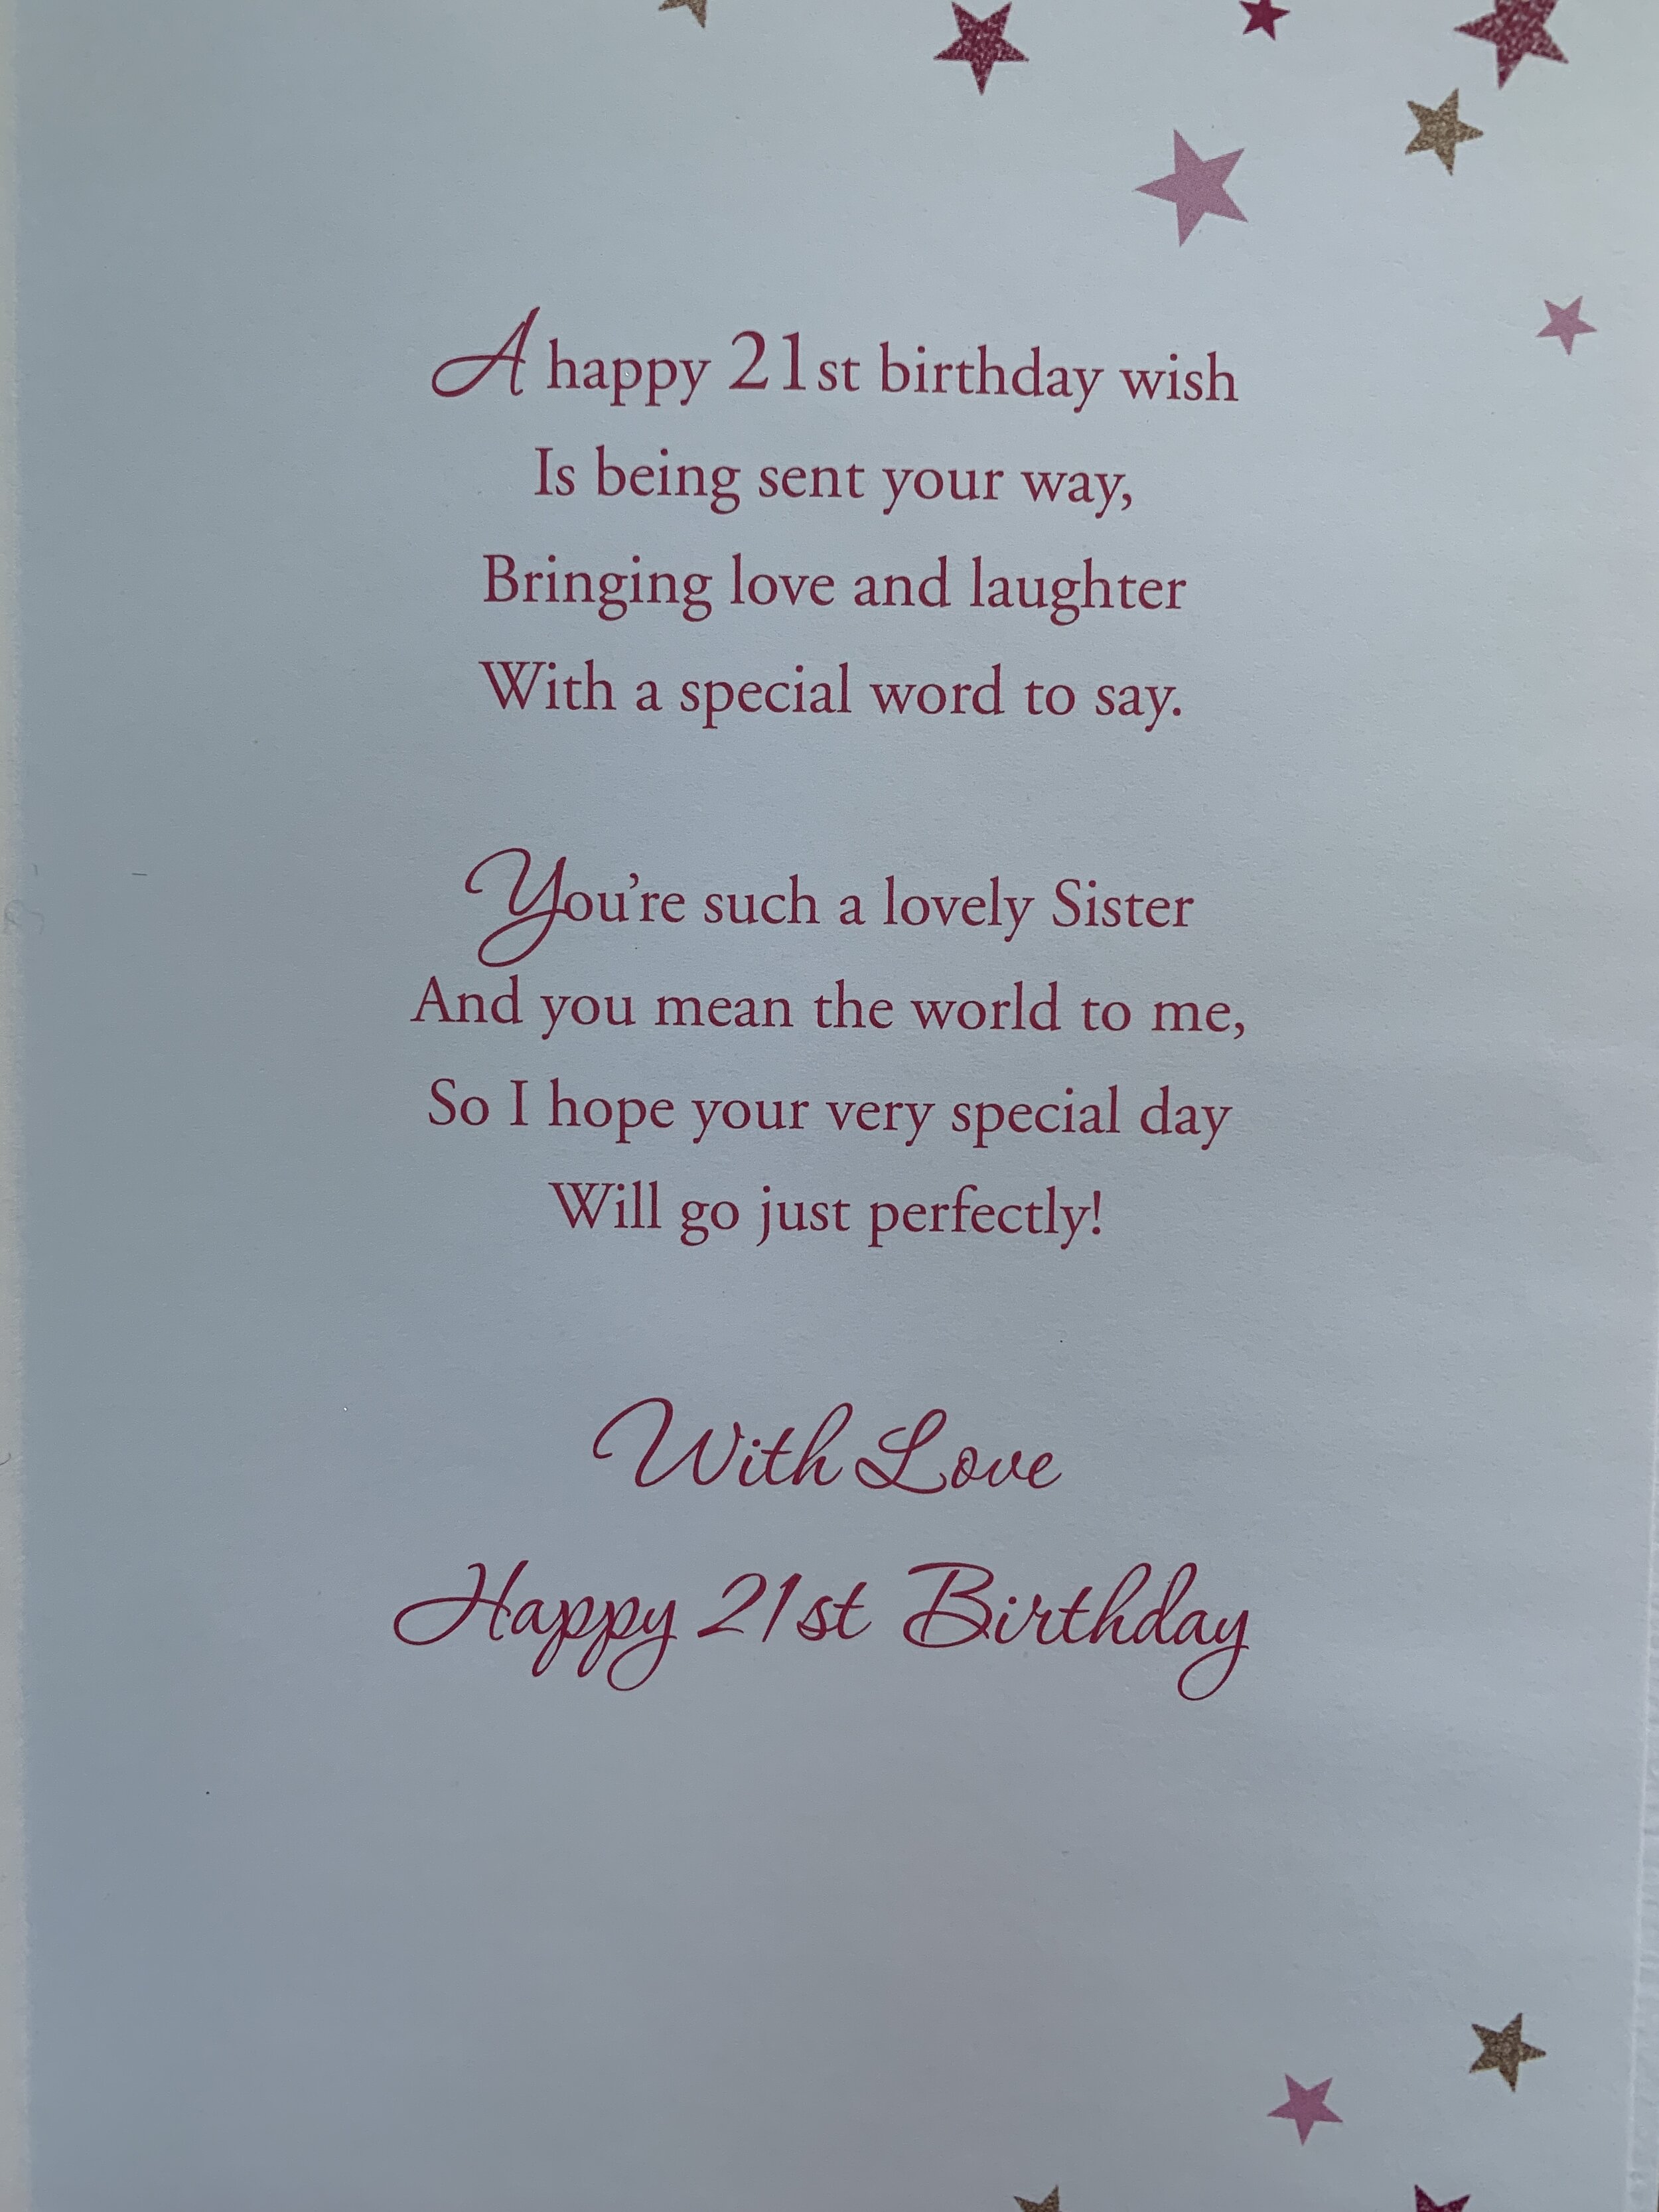 A happy 21st birthday wish
Is being sent your way,
Bringing love and laughter
With a special word to say.
You're such a lovely Sister
And you mean the world to me,
So I hope your very special day
Will go just perfectly!
With Love
Happy 21st Birthday